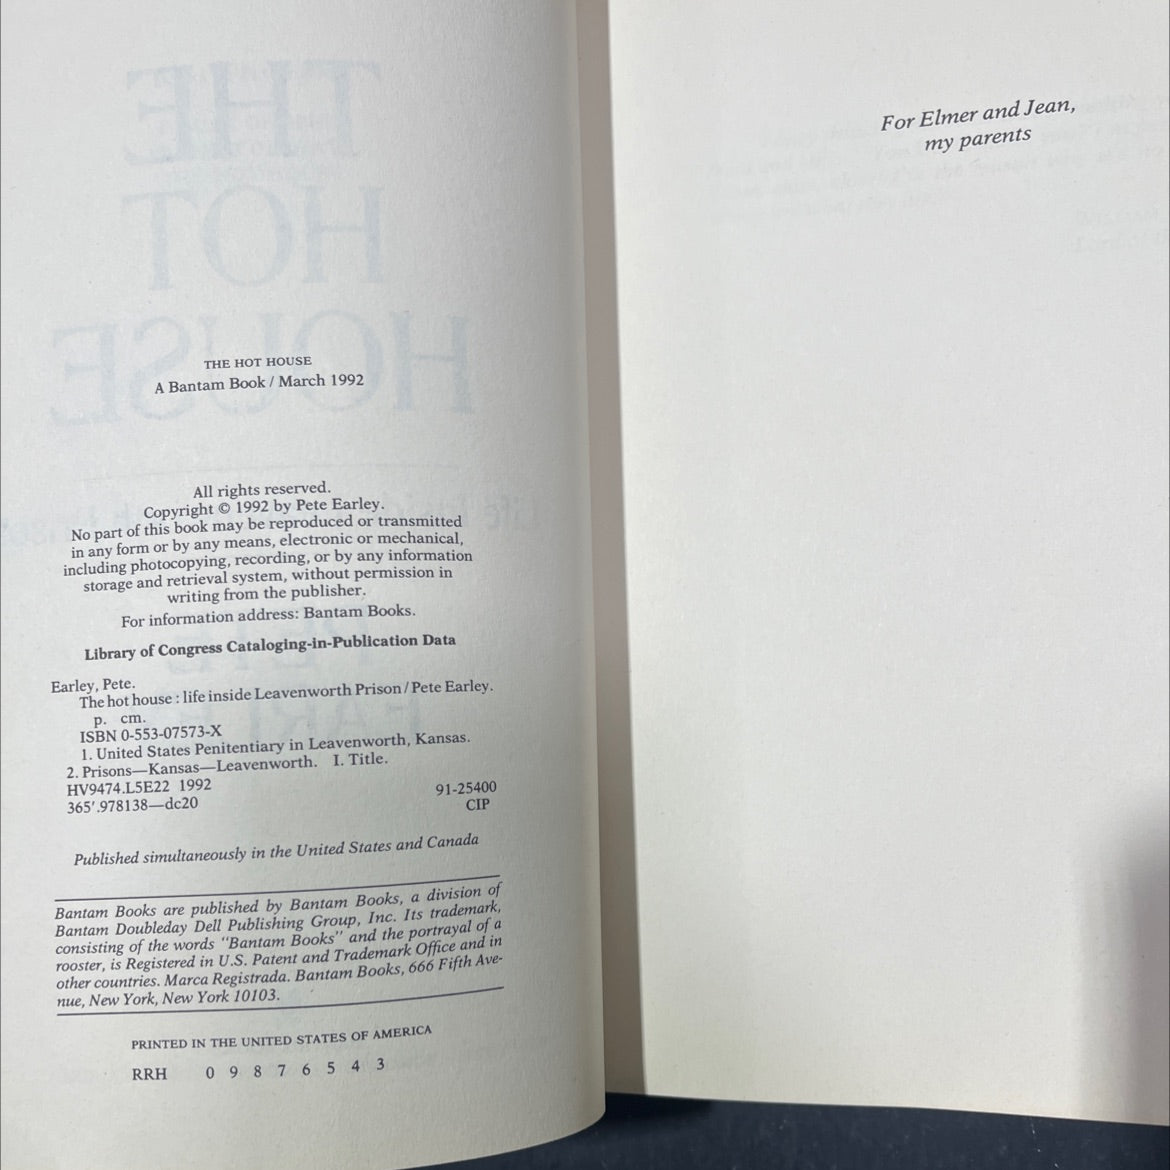 THE HOT HOUSE
A Bantam Book / March 1992
All rights reserved.
Copyright © 1992 by Pete Earley.
No part of this book may be reproduced or transmitted
in any form or by any means, electronic or mechanical,
including photocopying, recording, or by any information
storage and retrieval system, without permission in
writing from the publisher.
For information address: Bantam Books.
Library of Congress Cataloging-in-Publication Data
Earley, Pete.
The hot house : life inside Leavenworth Prison / Pete Earley.
p. cm.
ISBN 0-553-07573-X
1. United States Penitentiary in Leavenworth, Kansas.
2. Prisons—Kansas—Leavenworth. I. Title.
HV9474.L5E22 1992
365'.978138—dc20
91-25400
CIP
Published simultaneously in the United States and Canada
Bantam Books are published by Bantam Books, a division of
Bantam Doubleday Dell Publishing Group, Inc. Its trademark,
consisting of the words "Bantam Books" and the portrayal of a
rooster, is Registered in U.S. Patent and Trademark Office and in
other countries. Marca Registrada. Bantam Books, 666 Fifth Ave-
nue, New York, New York 10103.
PRINTED IN THE UNITED STATES OF AMERICA
RRH 0 9 8 7 6 5 4 3
For Elmer and Jean,
my parents